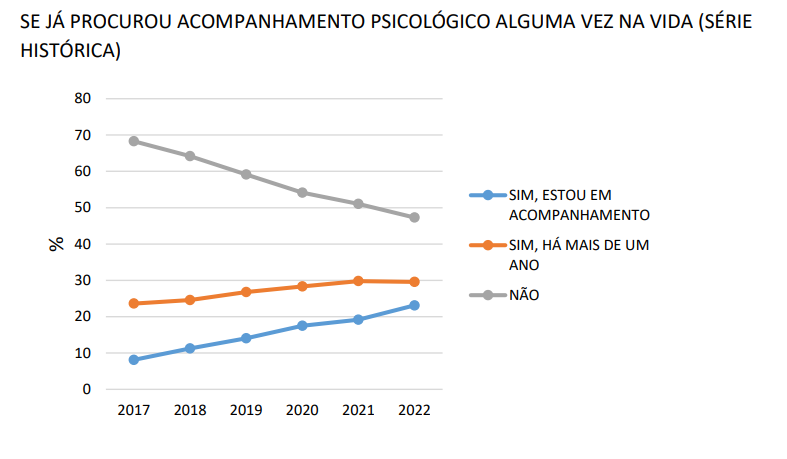 SE JÁ PROCUROU ACOMPANHAMENTO PSICOLÓGICO ALGUMA VEZ NA VIDA (SÉRIE
HISTÓRICA)
80
70
60
50
40
30
20
10
0
%
2017 2018 2019 2020 2021 2022
SIM, ESTOU EM
ACOMPANHAMENTO
SIM, HÁ MAIS DE UM
ANO
NÃO